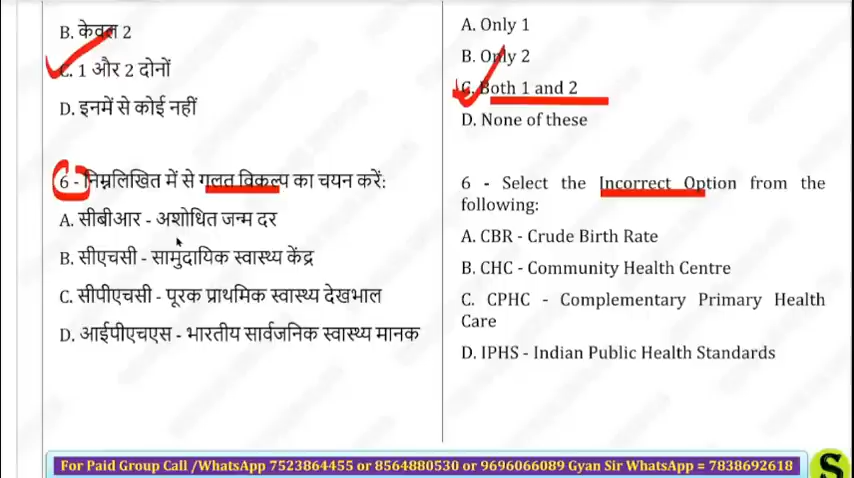 B. केवल 2
C. 1 और 2 दोनों
D. इनमें से कोई नहीं
6 - निम्नलिखित में से गलत विकल्प का चयन करें:
A. सीबीआर - अशोधित जन्म दर
B. सीएचसी - सामुदायिक स्वास्थ्य केंद्र
C. सीपीएचसी - पूरक प्राथमिक स्वास्थ्य देखभाल
D. आईपीएचएस - भारतीय सार्वजनिक स्वास्थ्य मानक
A. Only 1
B. Only 2
C. Both 1 and 2
D. None of these
6 - Select the Incorrect Option from the
following:
A. CBR - Crude Birth Rate
B. CHC - Community Health Centre
C. CPHC - Complementary Primary Health
Care
D. IPHS - Indian Public Health Standards
For Paid Group Call /WhatsApp 7523864455 or 8564880530 or 9696066089 Gyan Sir WhatsApp = 7838692618
S